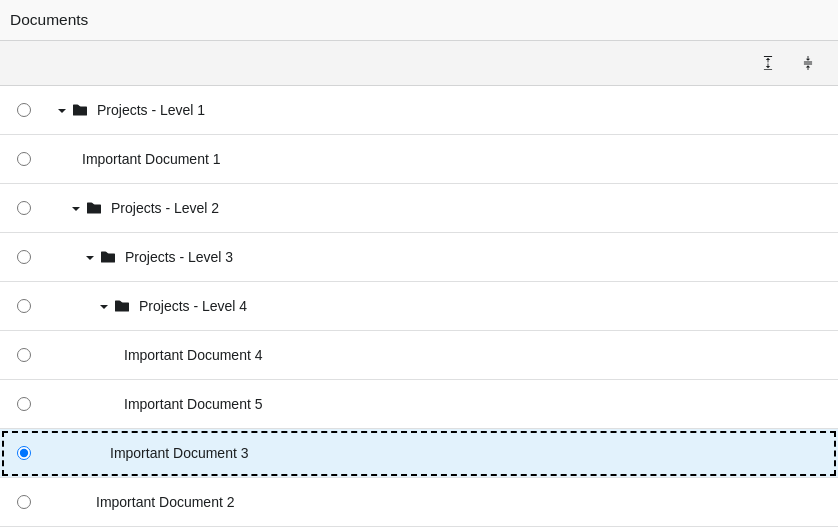 Documents
Projects - Level 1
Important Document 1
Projects - Level 2
Projects - Level 3
Projects - Level 4
Important Document 4
Important Document 5
Important Document 3
Important Document 2